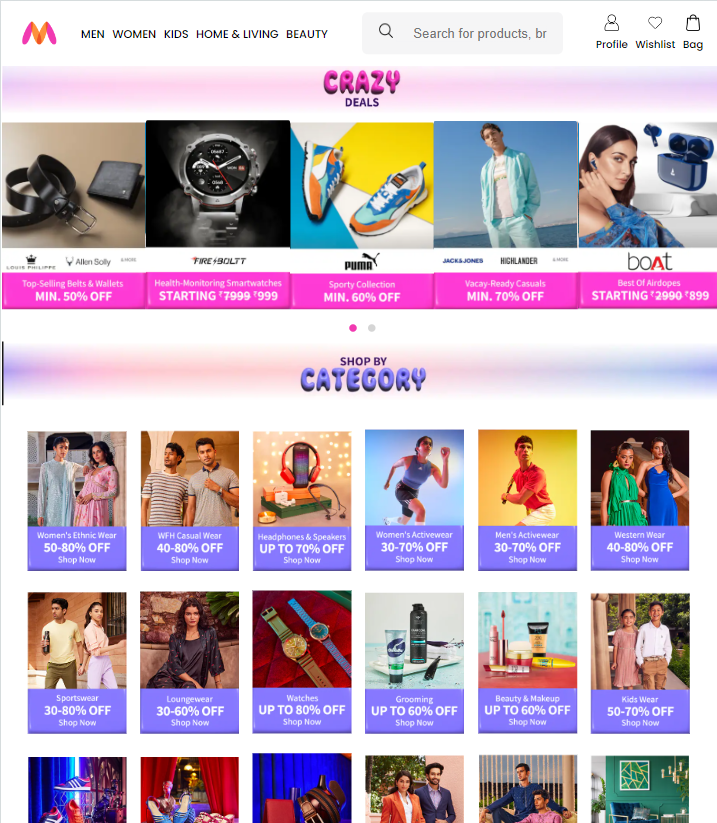 MEN WOMEN KIDS HOME & LIVING BEAUTY
Search for products, br
Profile Wishlist Bag
CRAZY
DEALS
LOUIS PHILIPPE Allen Solly & MORE
Top-Selling Belts & Wallets
MIN. 50% OFF
FIRE-BOLTT
Health-Monitoring Smartwatches
STARTING ₹7999 ₹999
PUMA
Sporty Collection
MIN. 60% OFF
JACK&JONES HIGHLANDER & MORE
Vacay-Ready Casuals
MIN. 70% OFF
boAt
Best Of Airdopes
STARTING ₹2990 ₹899
SHOP BY
CATEGORY
Women's Ethnic Wear
50-80% OFF
Shop Now
WFH Casual Wear
40-80% OFF
Shop Now
Headphones & Speakers
UP TO 70% OFF
Shop Now
Women's Activewear
30-70% OFF
Shop Now
Men's Activewear
30-70% OFF
Shop Now
Western Wear
40-80% OFF
Shop Now
Sportswear
30-80% OFF
Shop Now
Loungewear
30-60% OFF
Shop Now
Watches
UP TO 80% OFF
Shop Now
Grooming
UP TO 60% OFF
Shop Now
Beauty & Makeup
UP TO 60% OFF
Shop Now
Kids Wear
50-70% OFF
Shop Now